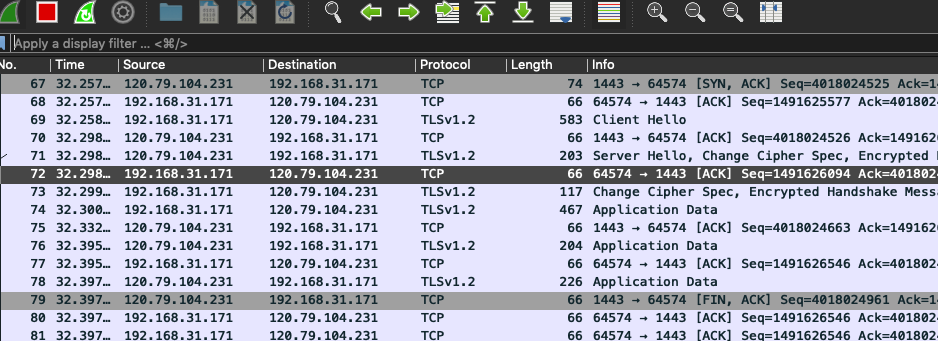 Apply a display filter ... <⌘/>
No. Time Source Destination Protocol Length Info
67 32.257… 120.79.104.231 192.168.31.171 TCP 74 1443 → 64574 [SYN, ACK] Seq=4018024525 Ack=14
68 32.257… 192.168.31.171 120.79.104.231 TCP 66 64574 → 1443 [ACK] Seq=1491625577 Ack=401802
69 32.258… 192.168.31.171 120.79.104.231 TLSv1.2 583 Client Hello
70 32.298… 120.79.104.231 192.168.31.171 TCP 66 1443 → 64574 [ACK] Seq=4018024526 Ack=149162
71 32.298… 120.79.104.231 192.168.31.171 TLSv1.2 203 Server Hello, Change Cipher Spec, Encrypted
72 32.298… 192.168.31.171 120.79.104.231 TCP 66 64574 → 1443 [ACK] Seq=1491626094 Ack=401802
73 32.299… 192.168.31.171 120.79.104.231 TLSv1.2 117 Change Cipher Spec, Encrypted Handshake Mess
74 32.300… 192.168.31.171 120.79.104.231 TLSv1.2 467 Application Data
75 32.332… 120.79.104.231 192.168.31.171 TCP 66 1443 → 64574 [ACK] Seq=4018024663 Ack=149162
76 32.395… 120.79.104.231 192.168.31.171 TLSv1.2 204 Application Data
77 32.395… 192.168.31.171 120.79.104.231 TCP 66 64574 → 1443 [ACK] Seq=1491626546 Ack=401802
78 32.397… 120.79.104.231 192.168.31.171 TLSv1.2 226 Application Data
79 32.397… 120.79.104.231 192.168.31.171 TCP 66 1443 → 64574 [FIN, ACK] Seq=4018024961 Ack=14
80 32.397… 192.168.31.171 120.79.104.231 TCP 66 64574 → 1443 [ACK] Seq=1491626546 Ack=401802
81 32.397… 192.168.31.171 120.79.104.231 TCP 66 64574 → 1443 [ACK] Seq=1491626546 Ack=401802